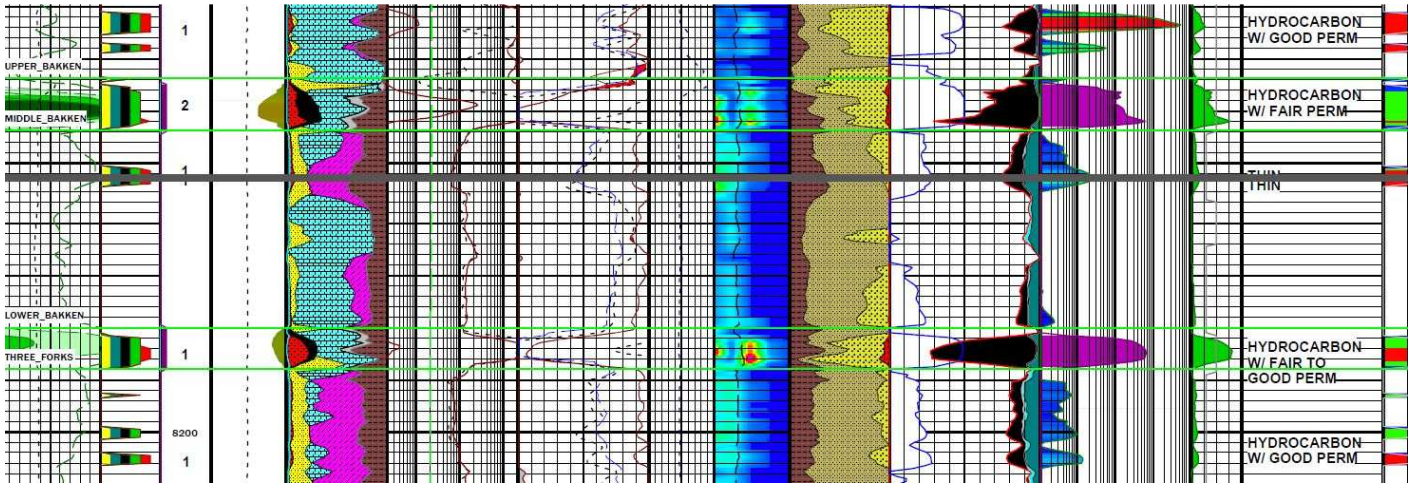 1
HYDROCARBON
W/ GOOD PERM
UPPER_BAKKEN
2
HYDROCARBON
W/ FAIR PERM
MIDDLE_BAKKEN
1
THIN
1
THIN
LOWER_BAKKEN
1
HYDROCARBON
W/ FAIR TO
GOOD PERM
THREE_FORKS
8200
1
HYDROCARBON
W/ GOOD PERM